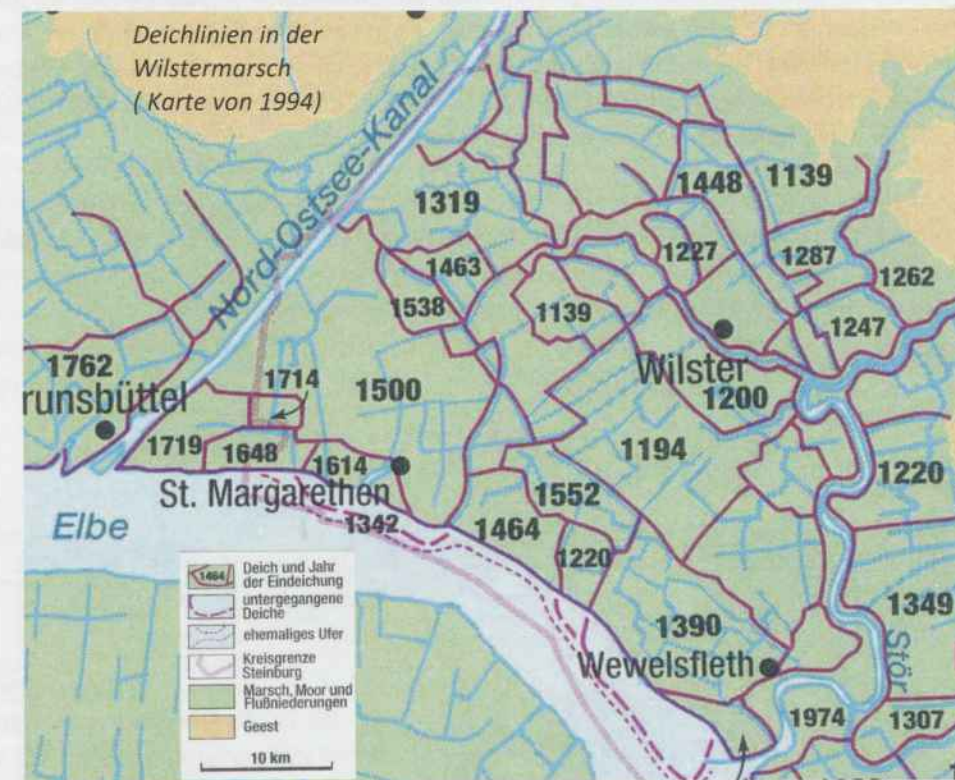 Deichlinien in der
Wilstermarsch
( Karte von 1994)
Nord-Ostsee-Kanal
1319
1448
1139
1463
1227
1287
1262
1538
1139
1247
1762
runsbüttel
1714
1500
Wilster
1200
1719
1648
1614
1194
1220
St. Margarethen
1552
Elbe
1342
1464
1220
1349
1390
Stör
Wewelsfleth
1974
1307
1464
Deich und Jahr
der Eindeichung
untergegangene
Deiche
ehemaliges Ufer
Kreisgrenze
Steinburg
Marsch, Moor und
Flußniederungen
Geest
10 km